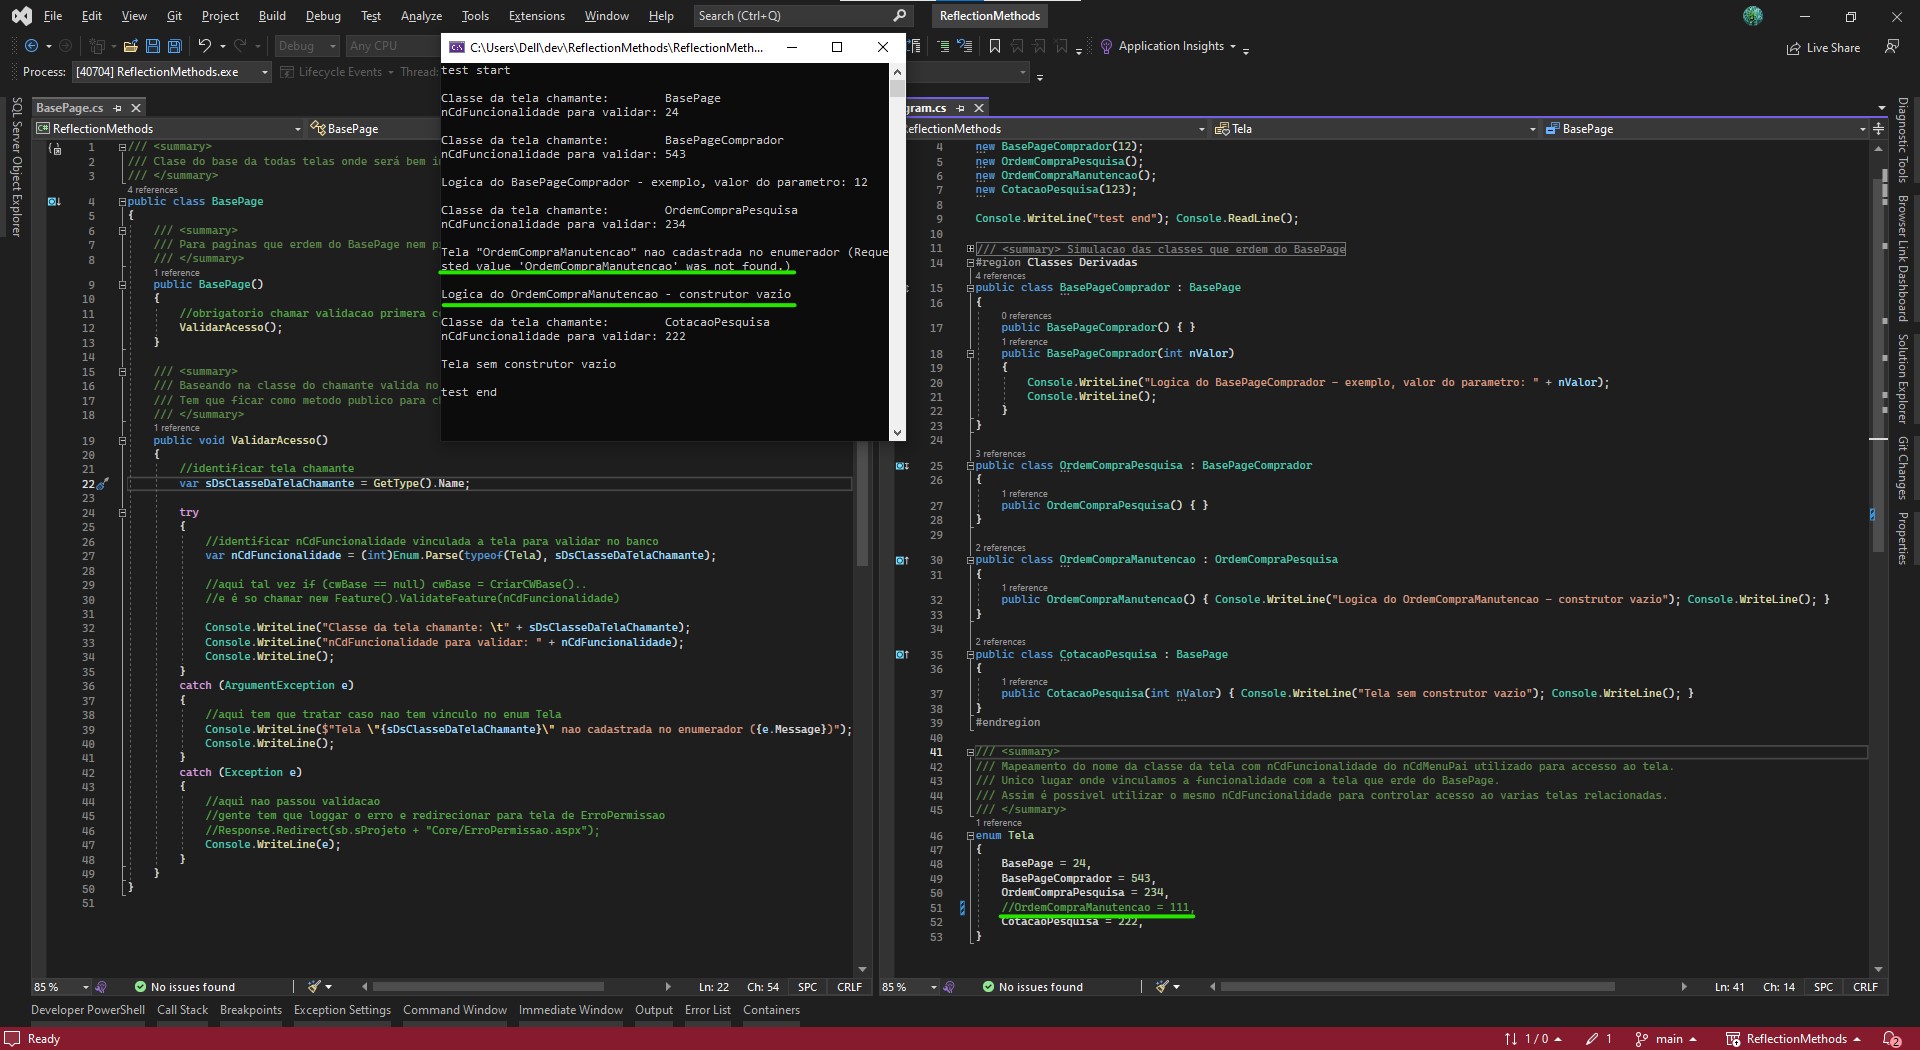 File Edit View Git Project Build Debug Test Analyze Tools Extensions Window Help Search (Ctrl+Q) ReflectionMethods
Debug Any CPU Application Insights Live Share
Process: [40704] ReflectionMethods.exe Lifecycle Events Thread:
SQL Server Object Explorer
BasePage.cs
ReflectionMethods BasePage
1 /// <summary>
2 /// Clase do base da todas telas onde será bem
3 /// </summary>
4 references
4 public class BasePage
5 {
6 /// <summary>
7 /// Para paginas que erdem do BasePage nem
8 /// </summary>
1 reference
9 public BasePage()
10 {
11 //obrigatorio chamar validacao primera
12 ValidarAcesso();
13 }
14
15 /// <summary>
16 /// Baseando na classe do chamante valida no
17 /// Tem que ficar como metodo publico para
18 /// </summary>
1 reference
19 public void ValidarAcesso()
20 {
21 //identificar tela chamante
22 var sDsClasseDaTelaChamante = GetType().Name;
23
24 try
25 {
26 //identificar nCdFuncionalidade vinculada a tela para validar no banco
27 var nCdFuncionalidade = (int)Enum.Parse(typeof(Tela), sDsClasseDaTelaChamante);
28
29 //aqui tal vez if (cwBase == null) cwBase = CriarCWBase()..
30 //e é so chamar new Feature().ValidateFeature(nCdFuncionalidade)
31
32 Console.WriteLine("Classe da tela chamante: \t" + sDsClasseDaTelaChamante);
33 Console.WriteLine("nCdFuncionalidade para validar: " + nCdFuncionalidade);
34 Console.WriteLine();
35 }
36 catch (ArgumentException e)
37 {
38 //aqui tem que tratar caso nao tem vinculo no enum Tela
39 Console.WriteLine($"Tela \"{sDsClasseDaTelaChamante}\" nao cadastrada no enumerador ({e.Message})");
40 Console.WriteLine();
41 }
42 catch (Exception e)
43 {
44 //aqui nao passou validacao
45 //gente tem que loggar o erro e redirecionar para tela de ErroPermissao
46 //Response.Redirect(sb.sProjeto + "Core/ErroPermissao.aspx");
47 Console.WriteLine(e);
48 }
49 }
50 }
51
C:\Users\Dell\dev\ReflectionMethods\ReflectionMeth...
test start
Classe da tela chamante: BasePage
nCdFuncionalidade para validar: 24
Classe da tela chamante: BasePageComprador
nCdFuncionalidade para validar: 543
Logica do BasePageComprador - exemplo, valor do parametro: 12
Classe da tela chamante: OrdemCompraPesquisa
nCdFuncionalidade para validar: 234
Tela "OrdemCompraManutencao" nao cadastrada no enumerador (Reque
sted value 'OrdemCompraManutencao' was not found.)
Logica do OrdemCompraManutencao - construtor vazio
Classe da tela chamante: CotacaoPesquisa
nCdFuncionalidade para validar: 222
Tela sem construtor vazio
test end
gram.cs
eflectionMethods Tela BasePage
4 new BasePageComprador(12);
5 new OrdemCompraPesquisa();
6 new OrdemCompraManutencao();
7 new CotacaoPesquisa(123);
8
9 Console.WriteLine("test end"); Console.ReadLine();
10
11 /// <summary> Simulacao das classes que erdem do BasePage
14 #region Classes Derivadas
4 references
15 public class BasePageComprador : BasePage
16 {
0 references
17 public BasePageComprador() { }
1 reference
18 public BasePageComprador(int nValor)
19 {
20 Console.WriteLine("Logica do BasePageComprador - exemplo, valor do parametro: " + nValor);
21 Console.WriteLine();
22 }
23 }
24
3 references
25 public class OrdemCompraPesquisa : BasePageComprador
26 {
1 reference
27 public OrdemCompraPesquisa() { }
28 }
29
2 references
30 public class OrdemCompraManutencao : OrdemCompraPesquisa
31 {
1 reference
32 public OrdemCompraManutencao() { Console.WriteLine("Logica do OrdemCompraManutencao - construtor vazio"); Console.WriteLine(); }
33 }
34
2 references
35 public class CotacaoPesquisa : BasePage
36 {
1 reference
37 public CotacaoPesquisa(int nValor) { Console.WriteLine("Tela sem construtor vazio"); Console.WriteLine(); }
38 }
39 #endregion
40
41 /// <summary>
42 /// Mapeamento do nome da classe da tela com nCdFuncionalidade do nCdMenuPai utilizado para accesso ao tela.
43 /// Unico lugar onde vinculamos a funcionalidade com a tela que erde do BasePage.
44 /// Assim é possivel utilizar o mesmo nCdFuncionalidade para controlar acesso ao varias telas relacionadas.
45 /// </summary>
1 reference
46 enum Tela
47 {
48 BasePage = 24,
49 BasePageComprador = 543,
50 OrdemCompraPesquisa = 234,
51 //OrdemCompraManutencao = 111,
52 CotacaoPesquisa = 222,
53 }
Diagnostic Tools
Browser Link Dashboard
Solution Explorer
Git Changes
Properties
85 % No issues found Ln: 22 Ch: 54 SPC CRLF
85 % No issues found Ln: 41 Ch: 14 SPC CRLF
Developer PowerShell Call Stack Breakpoints Exception Settings Command Window Immediate Window Output Error List Containers
Ready 1 / 0 1 main ReflectionMethods 2